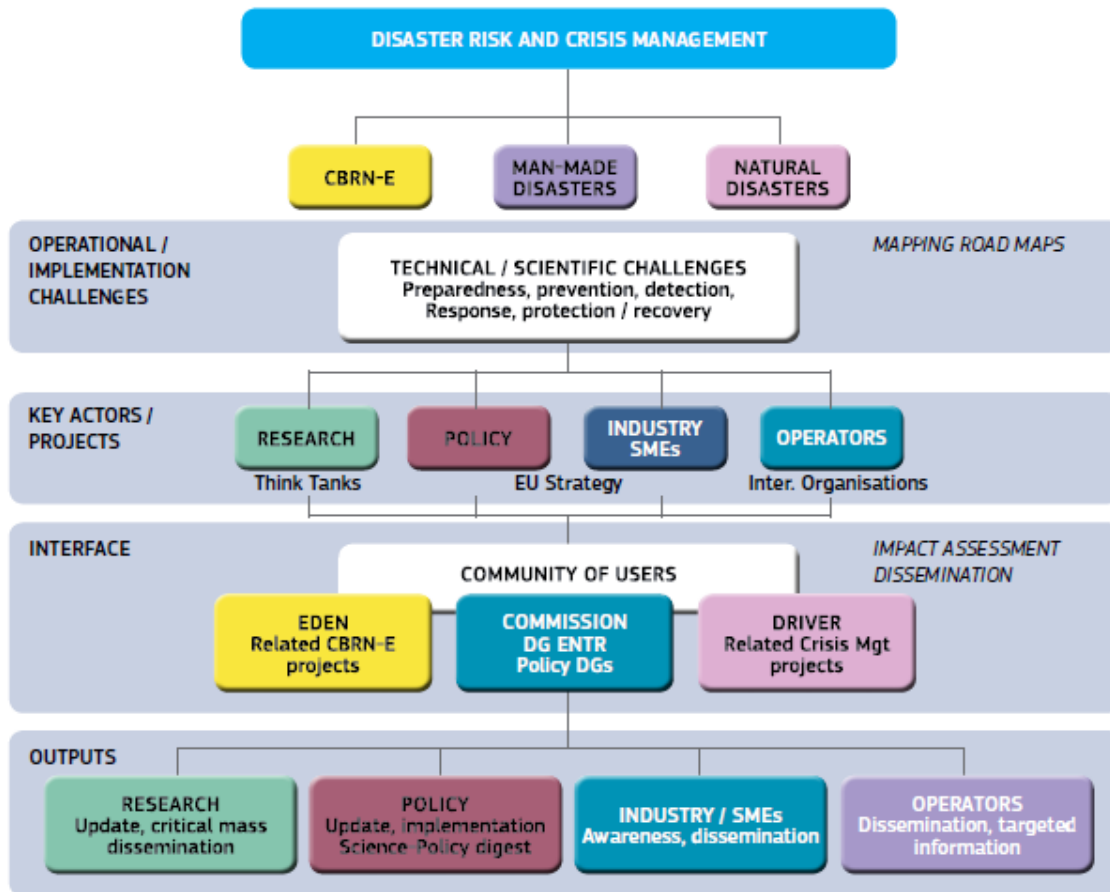 DISASTER RISK AND CRISIS MANAGEMENT
CBRN-E
MAN-MADE
DISASTERS
NATURAL
DISASTERS
OPERATIONAL /
IMPLEMENTATION
CHALLENGES
TECHNICAL / SCIENTIFIC CHALLENGES
Preparedness, prevention, detection,
Response, protection / recovery
MAPPING ROAD MAPS
KEY ACTORS /
PROJECTS
RESEARCH
POLICY
INDUSTRY
SMEs
OPERATORS
Think Tanks
EU Strategy
Inter. Organisations
INTERFACE
COMMUNITY OF USERS
IMPACT ASSESSMENT
DISSEMINATION
EDEN
Related CBRN-E
projects
COMMISSION
DG ENTR
Policy DGs
DRIVER
Related Crisis Mgt
projects
OUTPUTS
RESEARCH
Update, critical mass
dissemination
POLICY
Update, implementation
Science-Policy digest
INDUSTRY / SMEs
Awareness, dissemination
OPERATORS
Dissemination, targeted
information